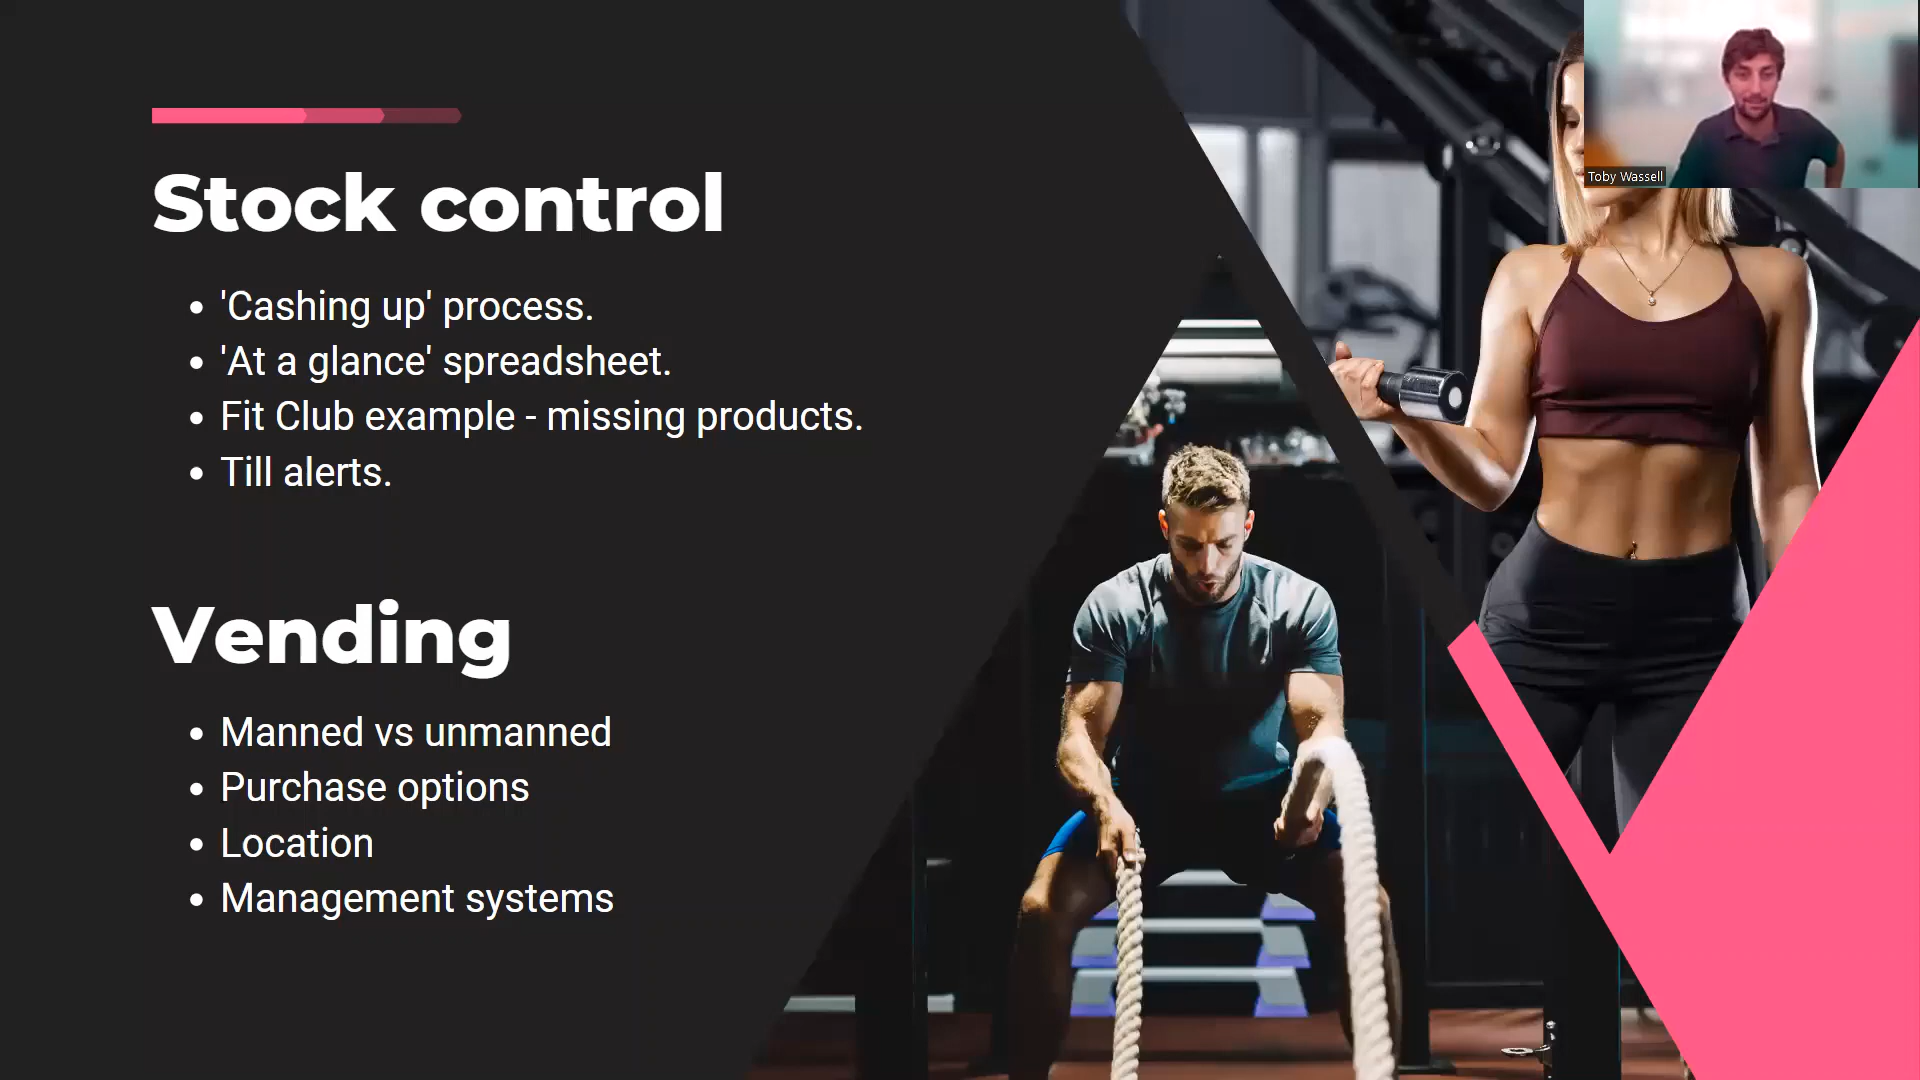 Stock control
'Cashing up' process.
'At a glance' spreadsheet.
Fit Club example - missing products.
Till alerts.
Vending
Manned vs unmanned
Purchase options
Location
Management systems
Toby Wassell